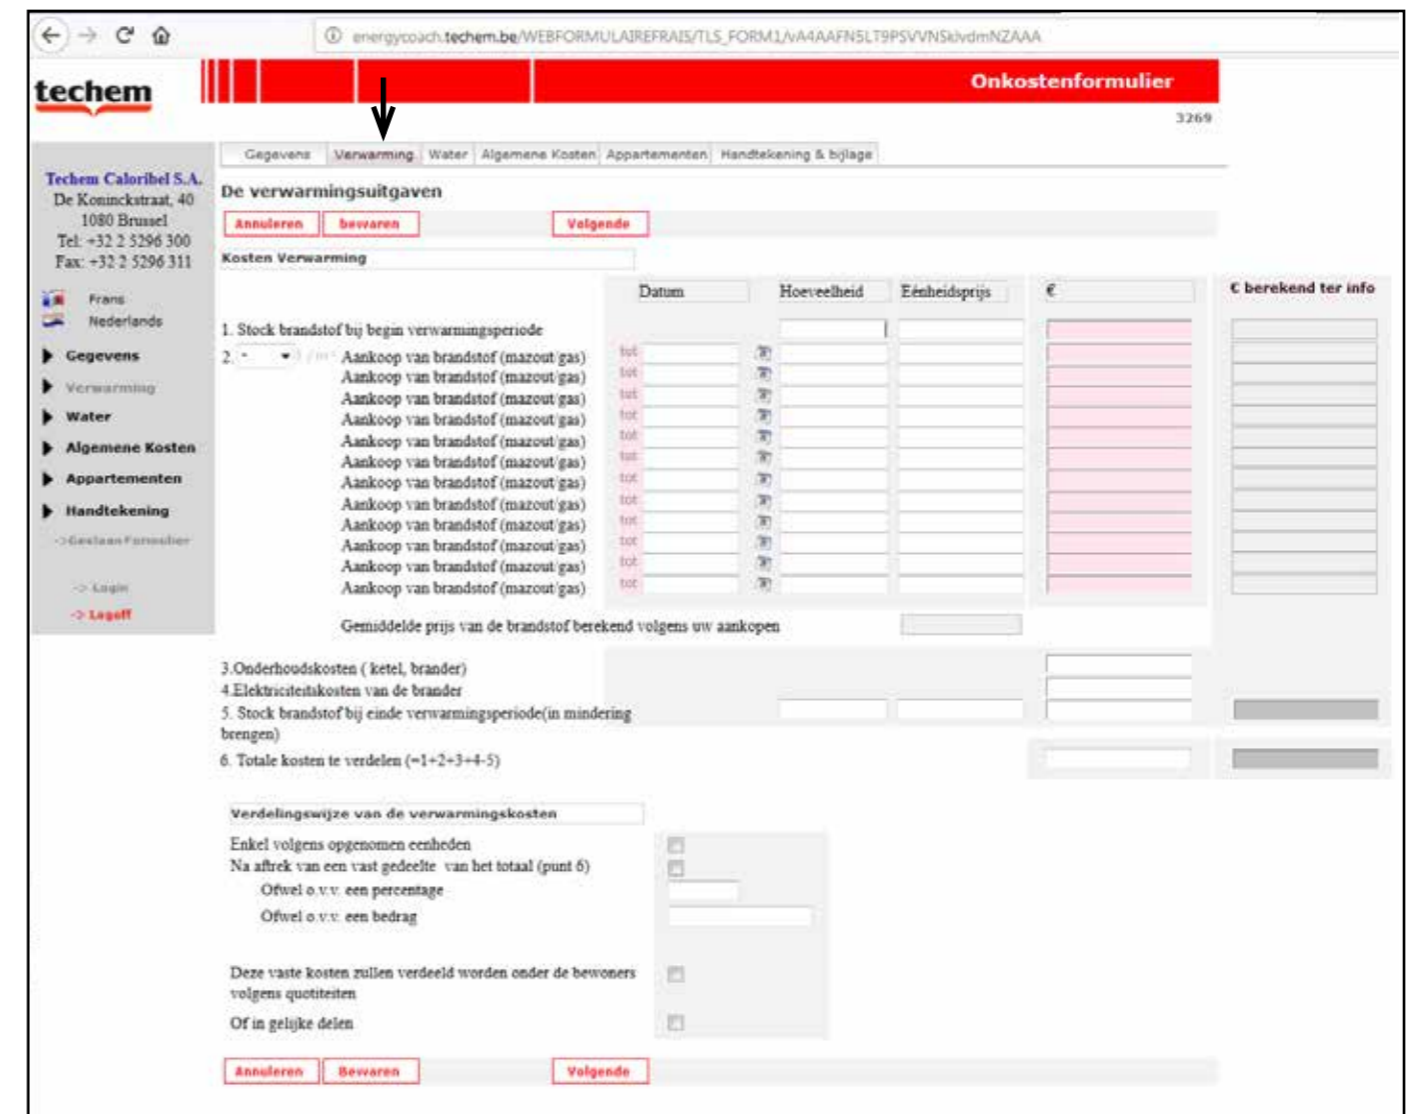 energycoach.techem.be/WEBFORMULAIREFRAIS/TLS_FORM1/
techem
Onkostenformulier
3269
Gegevens Verwarming Water Algemene Kosten Appartementen Handtekening & bijlage
Techem Caloribel S.A.
De Koninckstraat, 40
1080 Brussel
Tel: +32 2 5296 300
Fax: +32 2 5296 311
Frans
Nederlands
Gegevens
Verwarming
Water
Algemene Kosten
Appartementen
Handtekening
-> Login
-> Logoff
De verwarmingsuitgaven
Annuleren bewaren Volgende
Kosten Verwarming
Datum Hoeveelheid Eénheidsprijs € € berekend ter info
1. Stock brandstof bij begin verwarmingsperiode
2. - Aankoop van brandstof (mazout/gas) tot
Aankoop van brandstof (mazout/gas) tot
Aankoop van brandstof (mazout/gas) tot
Aankoop van brandstof (mazout/gas) tot
Aankoop van brandstof (mazout/gas) tot
Aankoop van brandstof (mazout/gas) tot
Aankoop van brandstof (mazout/gas) tot
Aankoop van brandstof (mazout/gas) tot
Aankoop van brandstof (mazout/gas) tot
Aankoop van brandstof (mazout/gas) tot
Aankoop van brandstof (mazout/gas) tot
Aankoop van brandstof (mazout/gas) tot
Gemiddelde prijs van de brandstof berekend volgens uw aankopen
3.Onderhoudskosten ( ketel, brander)
4.Elektriciteitskosten van de brander
5. Stock brandstof bij einde verwarmingsperiode(in mindering
brengen)
6. Totale kosten te verdelen (=1+2+3+4-5)
Verdelingswijze van de verwarmingskosten
Enkel volgens opgenomen eenheden
Na aftrek van een vast gedeelte van het totaal (punt 6)
Ofwel o.v.v. een percentage
Ofwel o.v.v. een bedrag
Deze vaste kosten zullen verdeeld worden onder de bewoners
volgens quotiteiten
Of in gelijke delen
Annuleren Bewaren Volgende